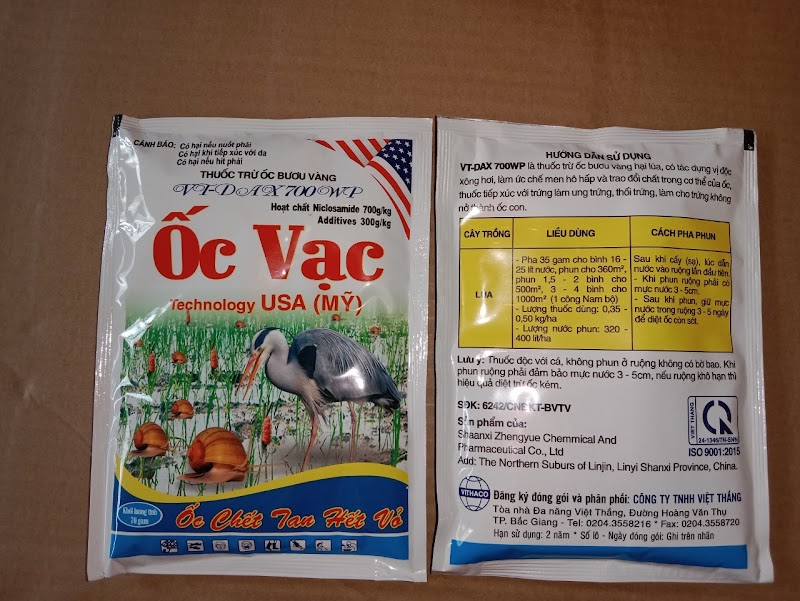 CẢNH BÁO: Có hại nếu nuốt phải
Có hại khi tiếp xúc với da
Có hại nếu hít phải
THUỐC TRỪ ỐC BƯƠU VÀNG
VT-DAX 700WP
Hoạt chất Niclosamide 700g/kg
Additives 300g/kg
Ốc Vạc
Technology USA (MỸ)
Khối lượng tịnh
70 gam
Ốc Chết Tan Hết Vỏ
HƯỚNG DẪN SỬ DỤNG
VT-DAX 700WP là thuốc trừ ốc bươu vàng hại lúa, có tác dụng vị độc
xông hơi, làm ức chế men hô hấp và trao đổi chất trong cơ thể của ốc,
thuốc tiếp xúc với trứng làm ung trứng, thối trứng, làm cho trứng không
nở thành ốc con.
CÂY TRỒNG
LIỀU DÙNG
CÁCH PHA PHUN
LÚA
- Pha 35 gam cho bình 16 -
25 lít nước, phun cho 360m²,
phun 1,5 - 2 bình cho
500m², 3 - 4 bình cho
1000m² (1 công Nam bộ)
- Lượng thuốc dùng: 0,35 -
0,50 kg/ha
- Lượng nước phun: 320 -
400 lít/ha
Sau khi cấy (sạ), lúc dẫn
nước vào ruộng lần đầu tiên.
- Khi phun ruộng phải có
mực nước 3 - 5cm.
- Sau khi phun, giữ mực
nước trong ruộng 3 - 5 ngày
để diệt ốc còn sót.
Lưu ý: Thuốc độc với cá, không phun ở ruộng không có bờ bao. Khi
phun ruộng phải đảm bảo mực nước 3 - 5cm, nếu ruộng khô hạn thì
hiệu quả diệt trừ ốc kém.
SĐK: 6242/CNĐKT-BVTV
Sản phẩm của:
Shaanxi Zhengyue Chemmical And
Pharmaceutical Co., Ltd
Add: The Northern Suburs of Linjin, Linyi Shanxi Province, China.
VIỆT THẮNG
24-1346/TN-SNN
ISO 9001:2015
VITHACO
Đăng ký đóng gói và phân phối: CÔNG TY TNHH VIỆT THẮNG
Tòa nhà Đa năng Việt Thắng, Đường Hoàng Văn Thụ
TP. Bắc Giang - Tel: 0204.3558216 * Fax: 0204.3558720
Hạn sử dụng: 2 năm * Số lô - Ngày đóng gói: Ghi trên nhãn